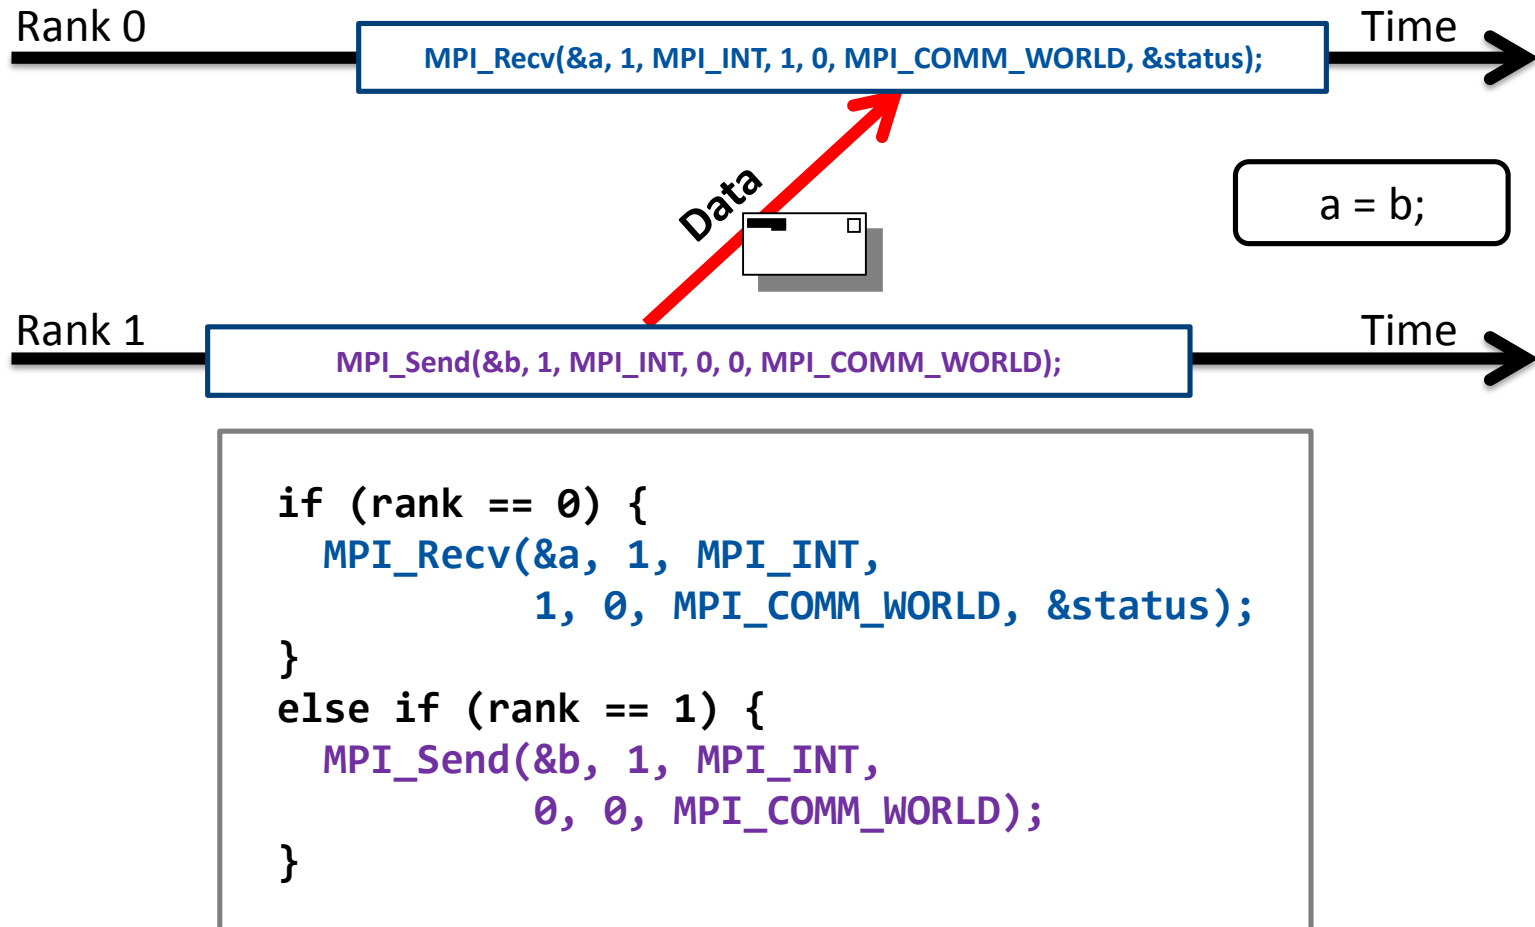 Rank 0
Time
MPI_Recv(&a, 1, MPI_INT, 1, 0, MPI_COMM_WORLD, &status);
Data
a = b;
Rank 1
Time
MPI_Send(&b, 1, MPI_INT, 0, 0, MPI_COMM_WORLD);
if (rank == 0) {
  MPI_Recv(&a, 1, MPI_INT,
           1, 0, MPI_COMM_WORLD, &status);
}
else if (rank == 1) {
  MPI_Send(&b, 1, MPI_INT,
           0, 0, MPI_COMM_WORLD);
}